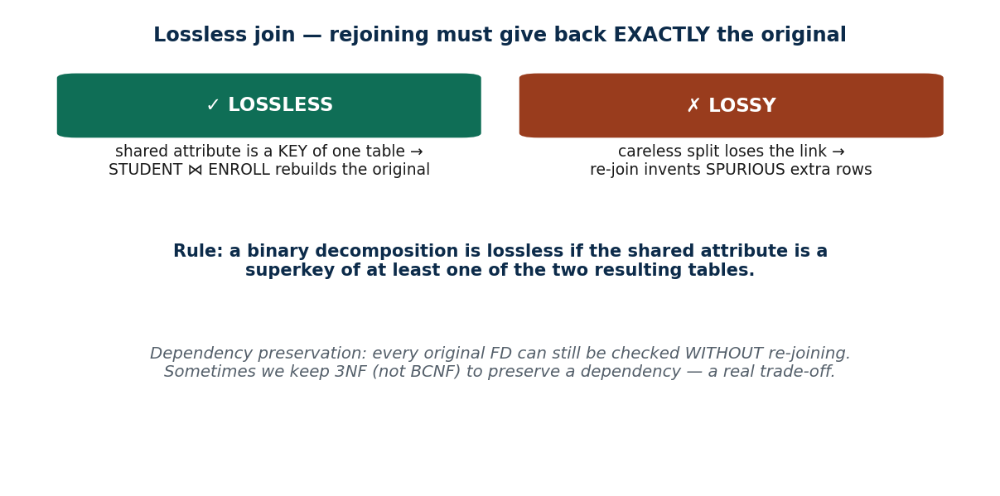 Lossless join — rejoining must give back EXACTLY the original
✓ LOSSLESS
shared attribute is a KEY of one table →
STUDENT ⋈ ENROLL rebuilds the original
✗ LOSSY
careless split loses the link →
re-join invents SPURIOUS extra rows
Rule: a binary decomposition is lossless if the shared attribute is a
superkey of at least one of the two resulting tables.
Dependency preservation: every original FD can still be checked WITHOUT re-joining.
Sometimes we keep 3NF (not BCNF) to preserve a dependency — a real trade-off.